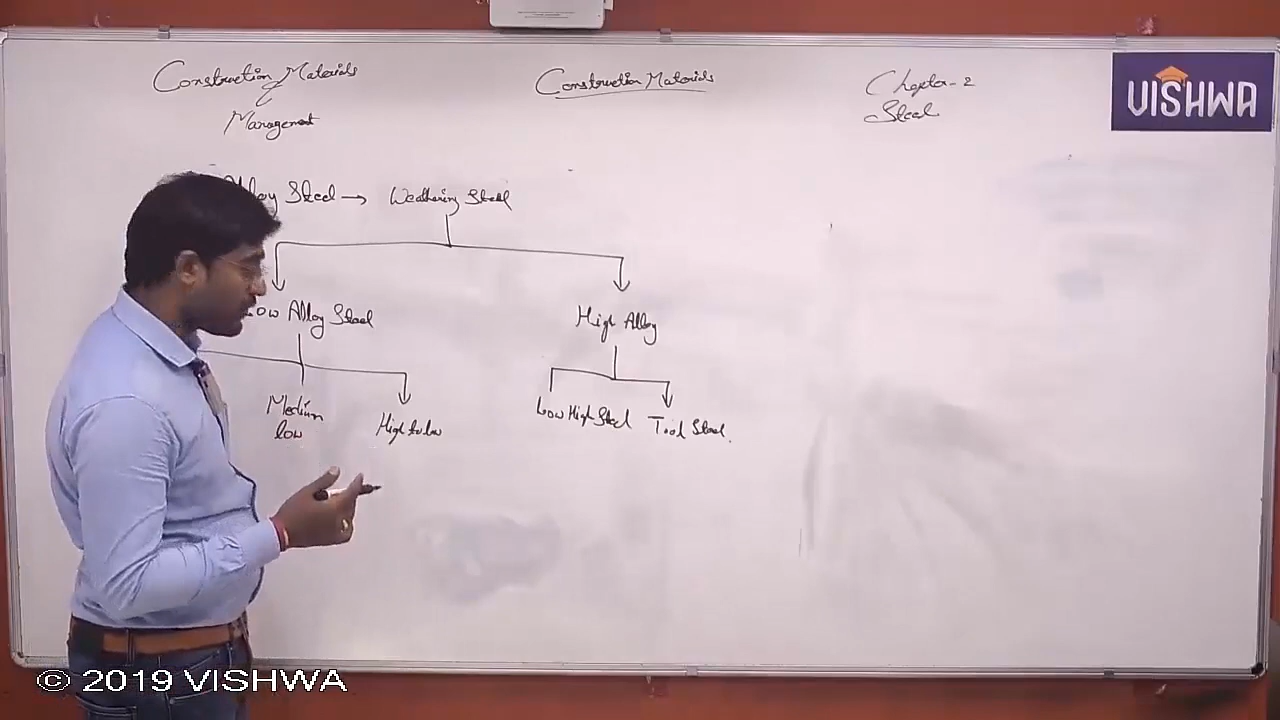 Construction Materials
Management
Construction Materials
Chapter-2
Steel
VISHWA
Alloy Steel → Weathering Steel
Low Alloy Steel
High Alloy
Medium
low
High to low
Low High Steel
Tool Steel
© 2019 VISHWA